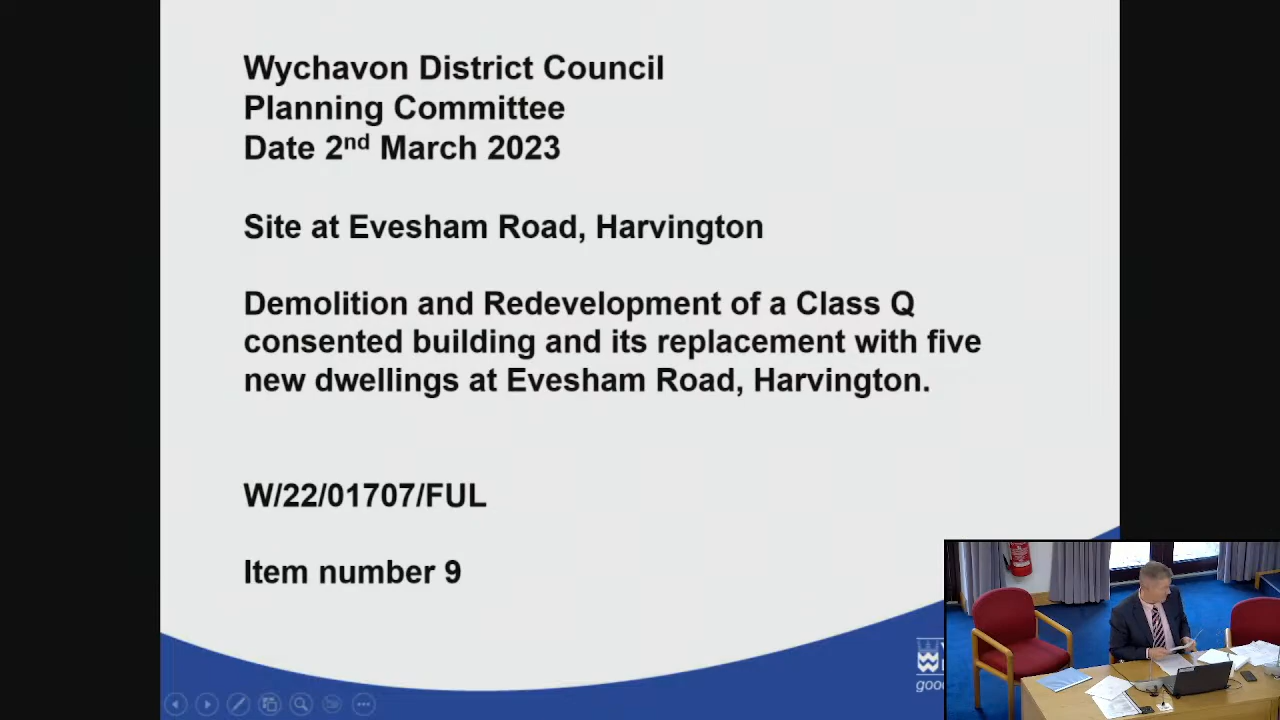 Wychavon District Council
Planning Committee
Date 2nd March 2023
Site at Evesham Road, Harvington
Demolition and Redevelopment of a Class Q
consented building and its replacement with five
new dwellings at Evesham Road, Harvington.
W/22/01707/FUL
Item number 9